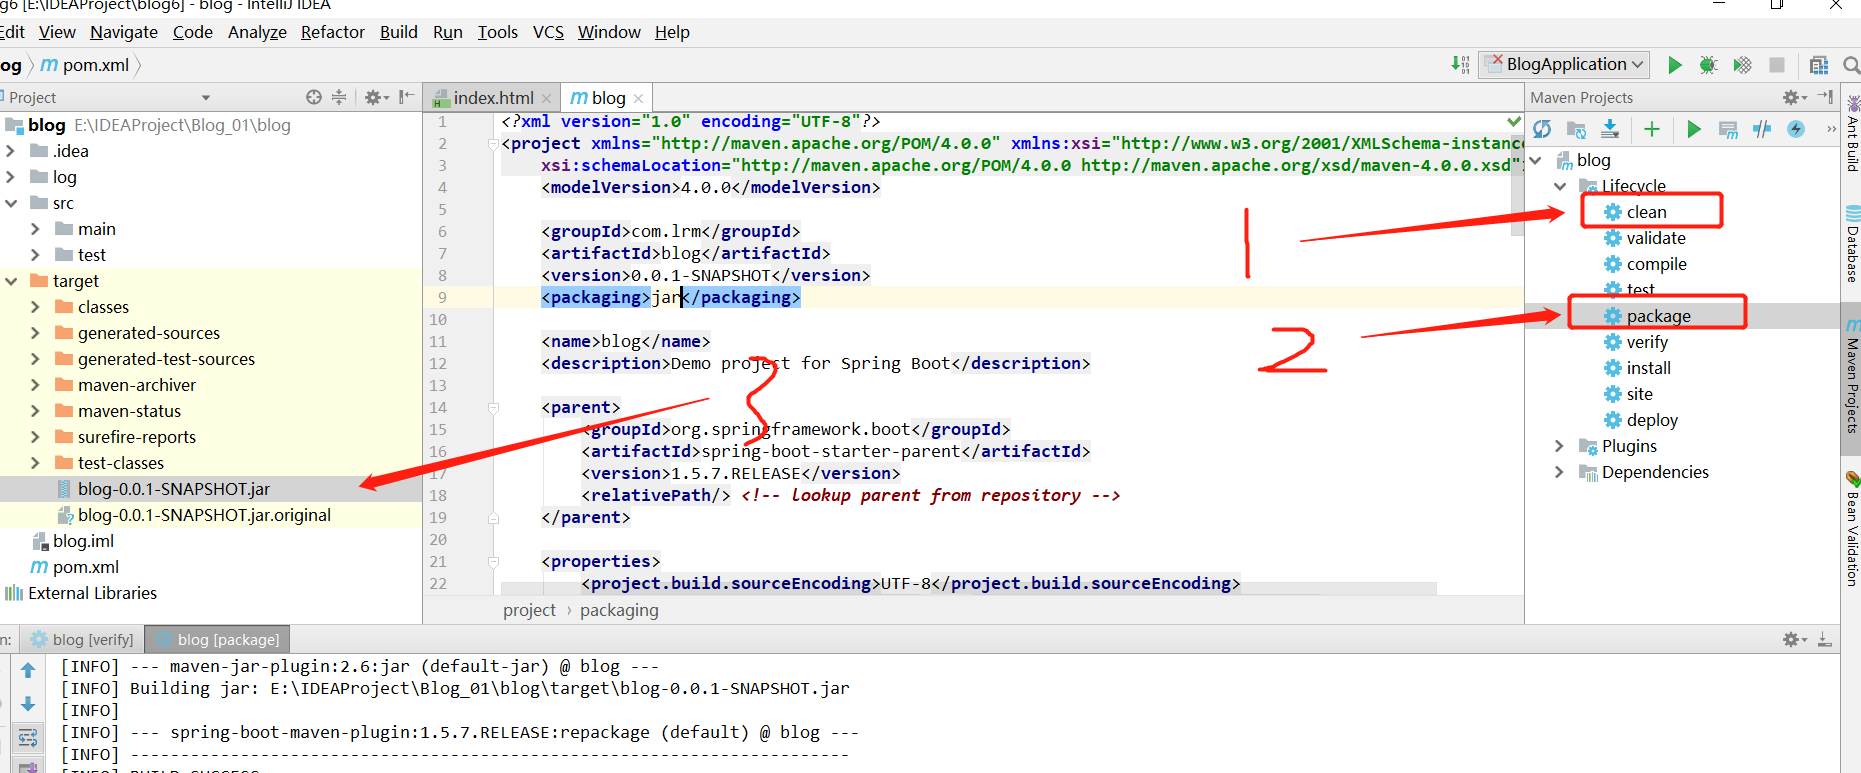 og6 [E:\IDEAProject\blog6] - blog - IntelliJ IDEA
Edit View Navigate Code Analyze Refactor Build Run Tools VCS Window Help
og pom.xml BlogApplication
Project index.html blog Maven Projects
blog E:\IDEAProject\Blog_01\blog
.idea
log
src
main
test
target
classes
generated-sources
generated-test-sources
maven-archiver
maven-status
surefire-reports
test-classes
blog-0.0.1-SNAPSHOT.jar
blog-0.0.1-SNAPSHOT.jar.original
blog.iml
pom.xml
External Libraries
1 <?xml version="1.0" encoding="UTF-8"?>
2 <project xmlns="http://maven.apache.org/POM/4.0.0" xmlns:xsi="http://www.w3.org/2001/XMLSchema-instance
3 xsi:schemaLocation="http://maven.apache.org/POM/4.0.0 http://maven.apache.org/xsd/maven-4.0.0.xsd"
4 <modelVersion>4.0.0</modelVersion>
5
6 <groupId>com.lrm</groupId>
7 <artifactId>blog</artifactId>
8 <version>0.0.1-SNAPSHOT</version>
9 <packaging>jar</packaging>
10
11 <name>blog</name>
12 <description>Demo project for Spring Boot</description>
13
14 <parent>
15 <groupId>org.springframework.boot</groupId>
16 <artifactId>spring-boot-starter-parent</artifactId>
17 <version>1.5.7.RELEASE</version>
18 <relativePath/> <!-- lookup parent from repository -->
19 </parent>
20
21 <properties>
22 <project.build.sourceEncoding>UTF-8</project.build.sourceEncoding>
project › packaging
1
2
3
blog
Lifecycle
clean
validate
compile
test
package
verify
install
site
deploy
Plugins
Dependencies
Ant Build
Database
Maven Projects
Bean Validation
n: blog [verify] blog [package]
[INFO] --- maven-jar-plugin:2.6:jar (default-jar) @ blog ---
[INFO] Building jar: E:\IDEAProject\Blog_01\blog\target\blog-0.0.1-SNAPSHOT.jar
[INFO]
[INFO] --- spring-boot-maven-plugin:1.5.7.RELEASE:repackage (default) @ blog ---
[INFO] ------------------------------------------------------------------------
[INFO] BUILD SUCCESS